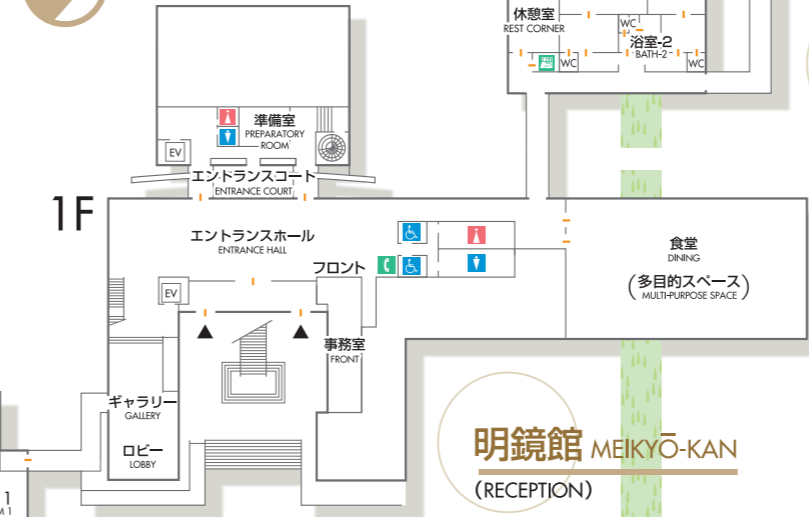 休憩室
REST CORNER
WC
浴室-2
BATH-2
WC
WC
準備室
PREPARATORY
ROOM
EV
エントランスコート
ENTRANCE COURT
1F
エントランスホール
ENTRANCE HALL
フロント
食堂
DINING
(多目的スペース)
MULTI-PURPOSE SPACE
EV
事務室
FRONT
ギャラリー
GALLERY
ロビー
LOBBY
明鏡館 MEIKYŌ-KAN
(RECEPTION)
1